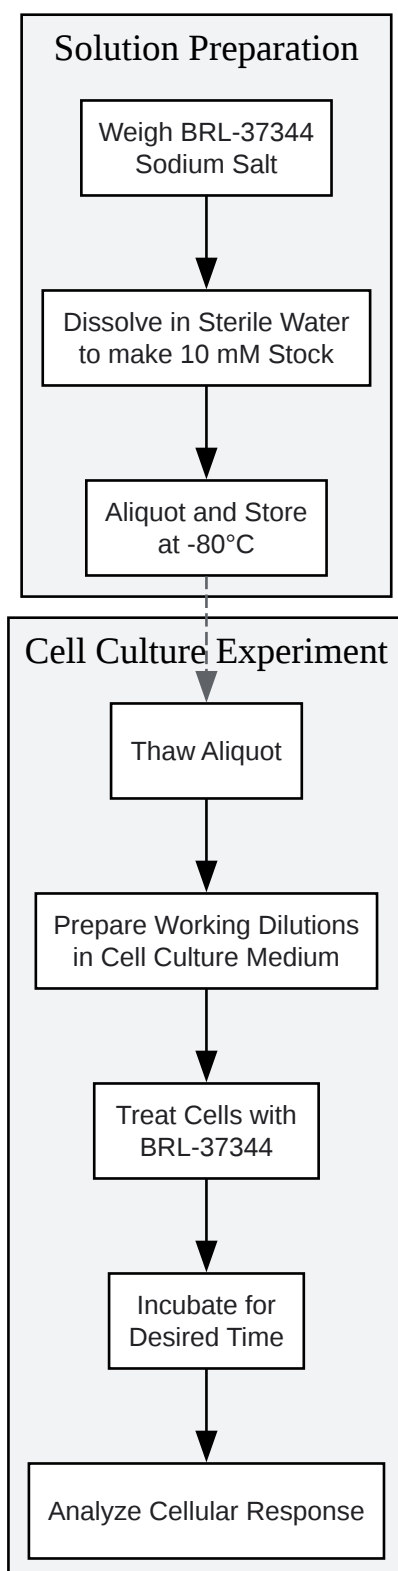 Solution Preparation
Weigh BRL-37344
Sodium Salt
Dissolve in Sterile Water
to make 10 mM Stock
Aliquot and Store
at -80°C
Cell Culture Experiment
Thaw Aliquot
Prepare Working Dilutions
in Cell Culture Medium
Treat Cells with
BRL-37344
Incubate for
Desired Time
Analyze Cellular Response